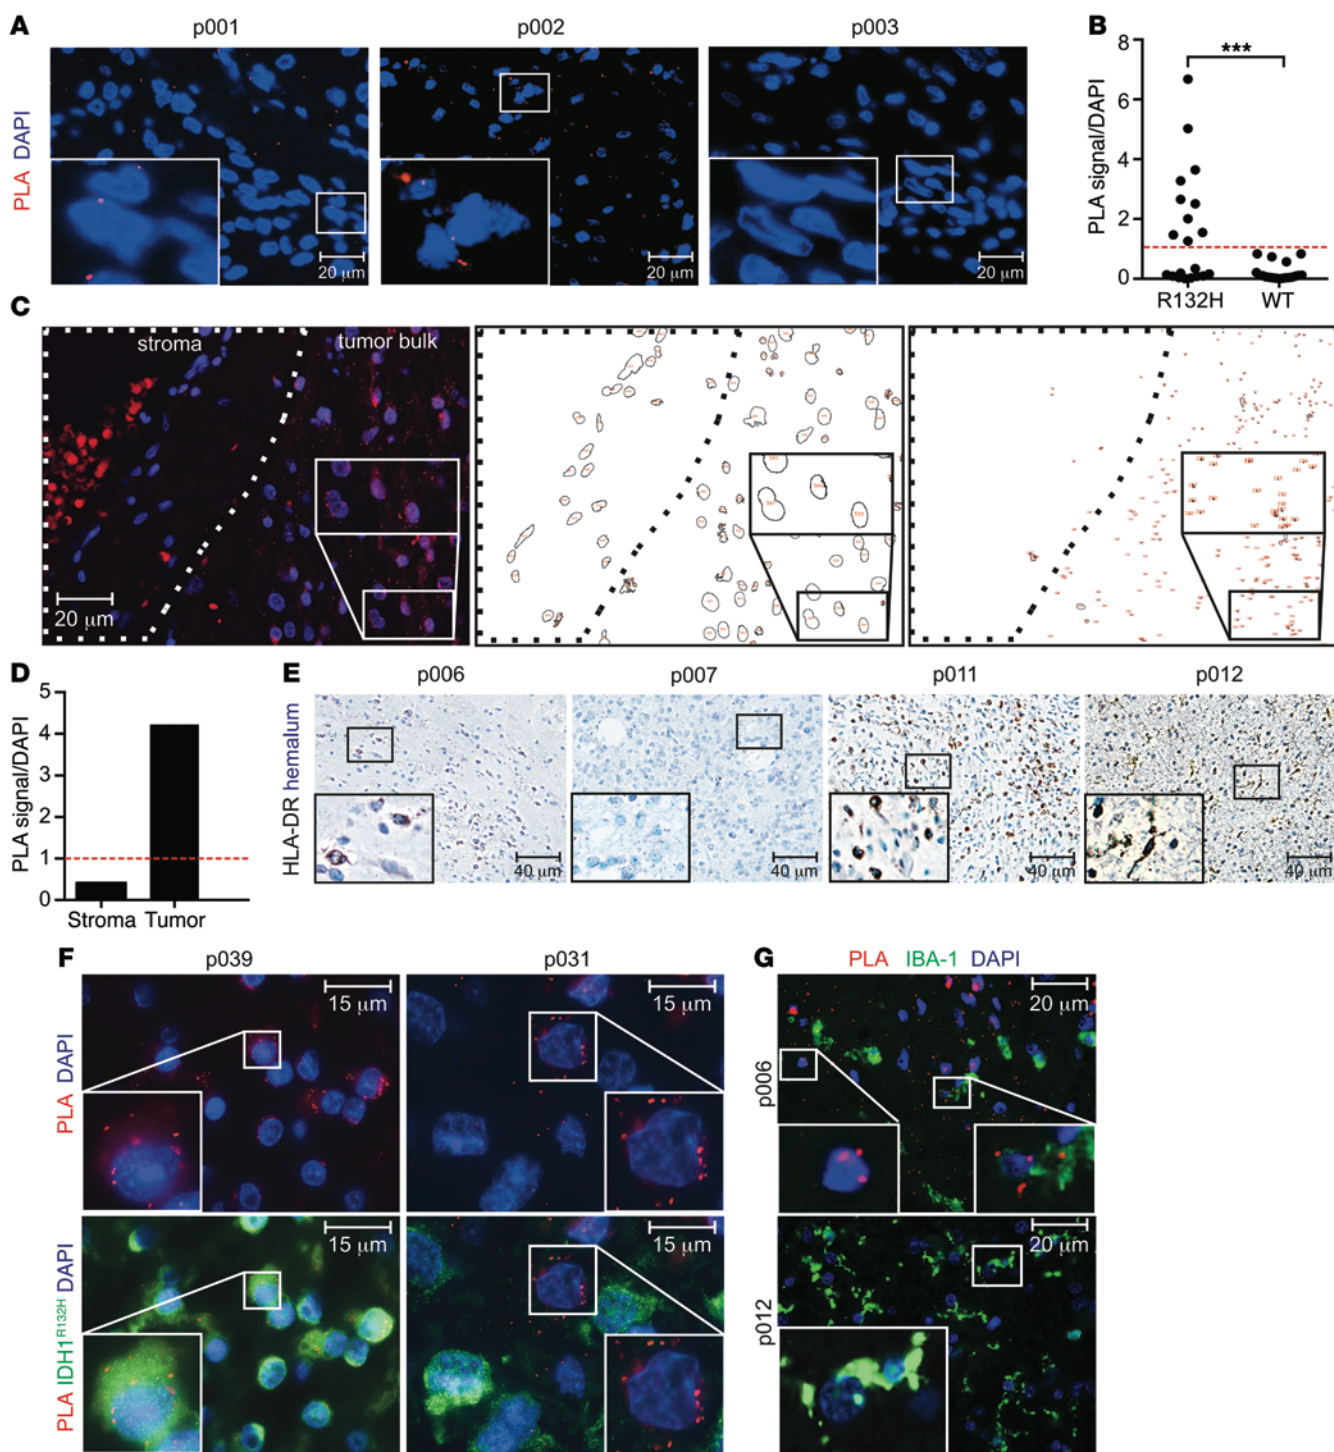 A
p001
p002
p003
PLA DAPI
20 µm
20 µm
20 µm
B
***
PLA signal/DAPI
8
6
4
2
0
R132H
WT
C
stroma
tumor bulk
20 µm
D
PLA signal/DAPI
5
4
3
2
1
0
Stroma
Tumor
E
p006
p007
p011
p012
HLA-DR hemalum
40 µm
40 µm
40 µm
40 µm
F
p039
p031
PLA DAPI
15 µm
15 µm
PLA IDH1R132H DAPI
15 µm
15 µm
G
PLA IBA-1 DAPI
p006
20 µm
p012
20 µm